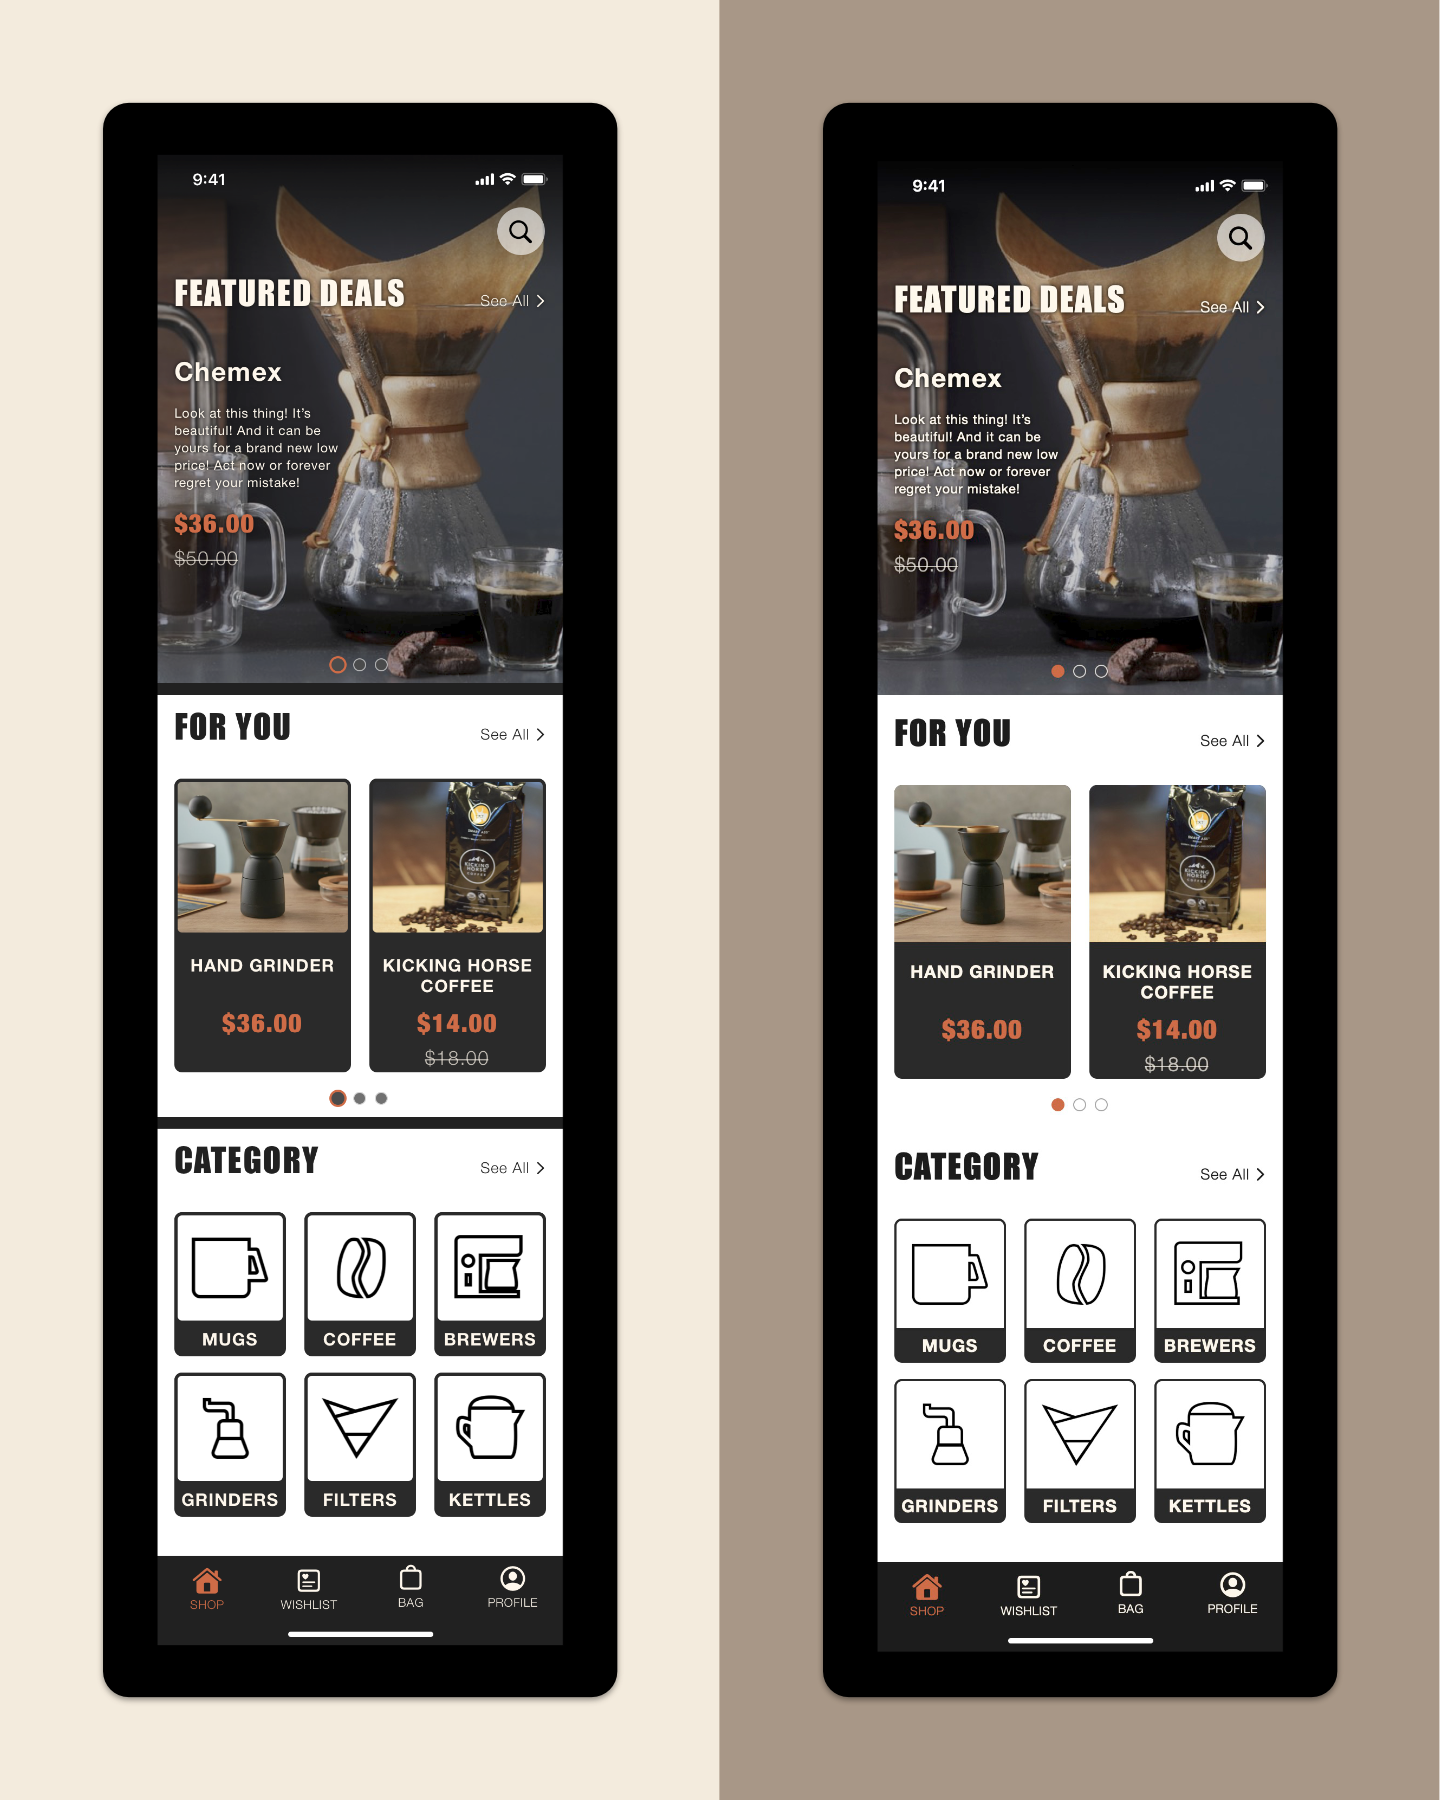 9:41
FEATURED DEALS
See All
Chemex
Look at this thing! It's
beautiful! And it can be
yours for a brand new low
price! Act now or forever
regret your mistake!
$36.00
$50.00
FOR YOU
See All
KICKING
HORSE
COFFEE
HAND GRINDER
KICKING HORSE
COFFEE
$36.00
$14.00
$18.00
CATEGORY
See All
MUGS
COFFEE
BREWERS
GRINDERS
FILTERS
KETTLES
SHOP
WISHLIST
BAG
PROFILE
9:41
FEATURED DEALS
See All
Chemex
Look at this thing! It's
beautiful! And it can be
yours for a brand new low
price! Act now or forever
regret your mistake!
$36.00
$50.00
FOR YOU
See All
KICKING
HORSE
COFFEE
HAND GRINDER
KICKING HORSE
COFFEE
$36.00
$14.00
$18.00
CATEGORY
See All
MUGS
COFFEE
BREWERS
GRINDERS
FILTERS
KETTLES
SHOP
WISHLIST
BAG
PROFILE